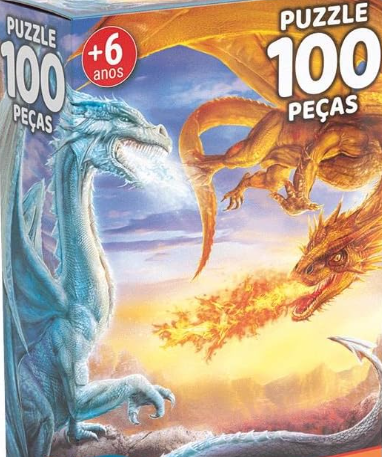 PUZZLE
100
PEÇAS
+6
anos
PUZZLE
100
PEÇAS